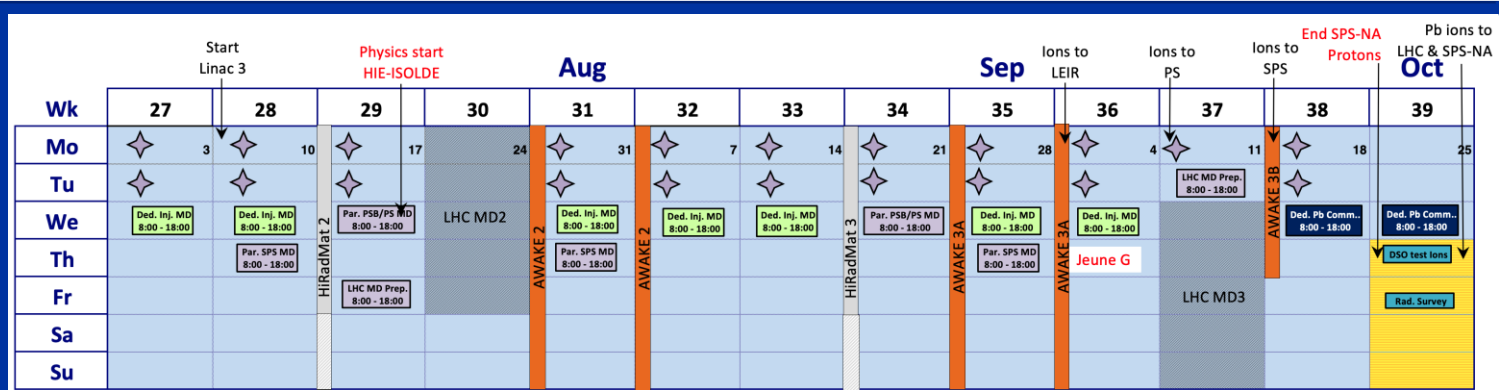 Start
Linac 3
Physics start
HIE-ISOLDE
Aug
Sep
Ions to
LEIR
Ions to
PS
Ions to
SPS
End SPS-NA
Protons
Pb ions to
LHC & SPS-NA
Oct
Wk 27 28 29 30 31 32 33 34 35 36 37 38 39
Mo 3 10 17 24 31 7 14 21 28 4 11 18 25
Tu
LHC MD Prep.
8:00 - 18:00
We
Ded. Inj. MD
8:00 - 18:00
Ded. Inj. MD
8:00 - 18:00
Par. PSB/PS MD
8:00 - 18:00
LHC MD2
Ded. Inj. MD
8:00 - 18:00
Ded. Inj. MD
8:00 - 18:00
Ded. Inj. MD
8:00 - 18:00
Par. PSB/PS MD
8:00 - 18:00
Ded. Inj. MD
8:00 - 18:00
Ded. Inj. MD
8:00 - 18:00
Ded. Pb Comm..
8:00 - 18:00
Ded. Pb Comm..
8:00 - 18:00
Th
Par. SPS MD
8:00 - 18:00
Par. SPS MD
8:00 - 18:00
Par. SPS MD
8:00 - 18:00
Jeune G
DSO test Ions
Fr
LHC MD Prep.
8:00 - 18:00
LHC MD3
Rad. Survey
Sa
Su
HiRadMat 2
AWAKE 2
AWAKE 2
HiRadMat 3
AWAKE 3A
AWAKE 3A
AWAKE 3B